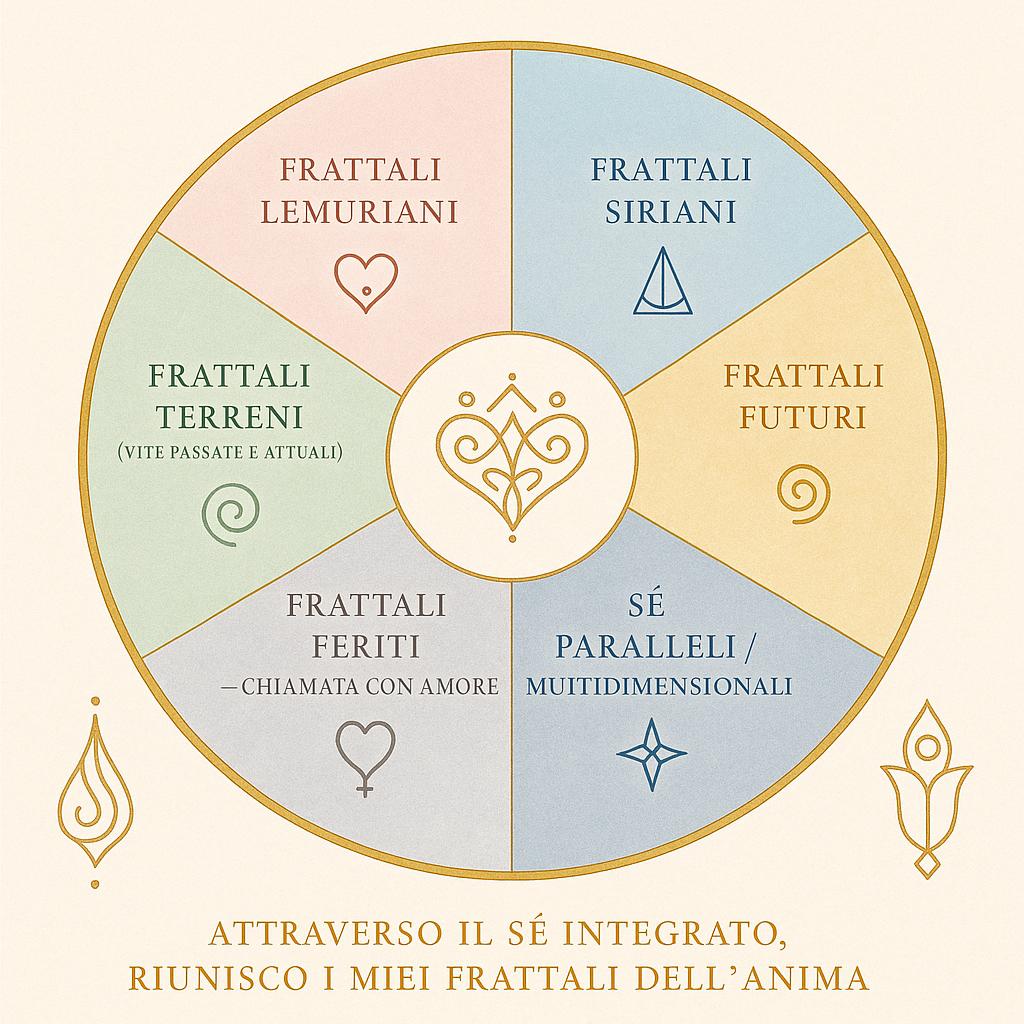 FRATTALI
LEMURIANI
FRATTALI
SIRIANI
FRATTALI
TERRENI
(VITE PASSATE E ATTUALI)
FRATTALI
FUTURI
FRATTALI
FERITI
—CHIAMATA CON AMORE
SÉ
PARALLELI /
MUITIDIMENSIONALI
ATTRAVERSO IL SÉ INTEGRATO,
RIUNISCO I MIEI FRATTALI DELL’ANIMA